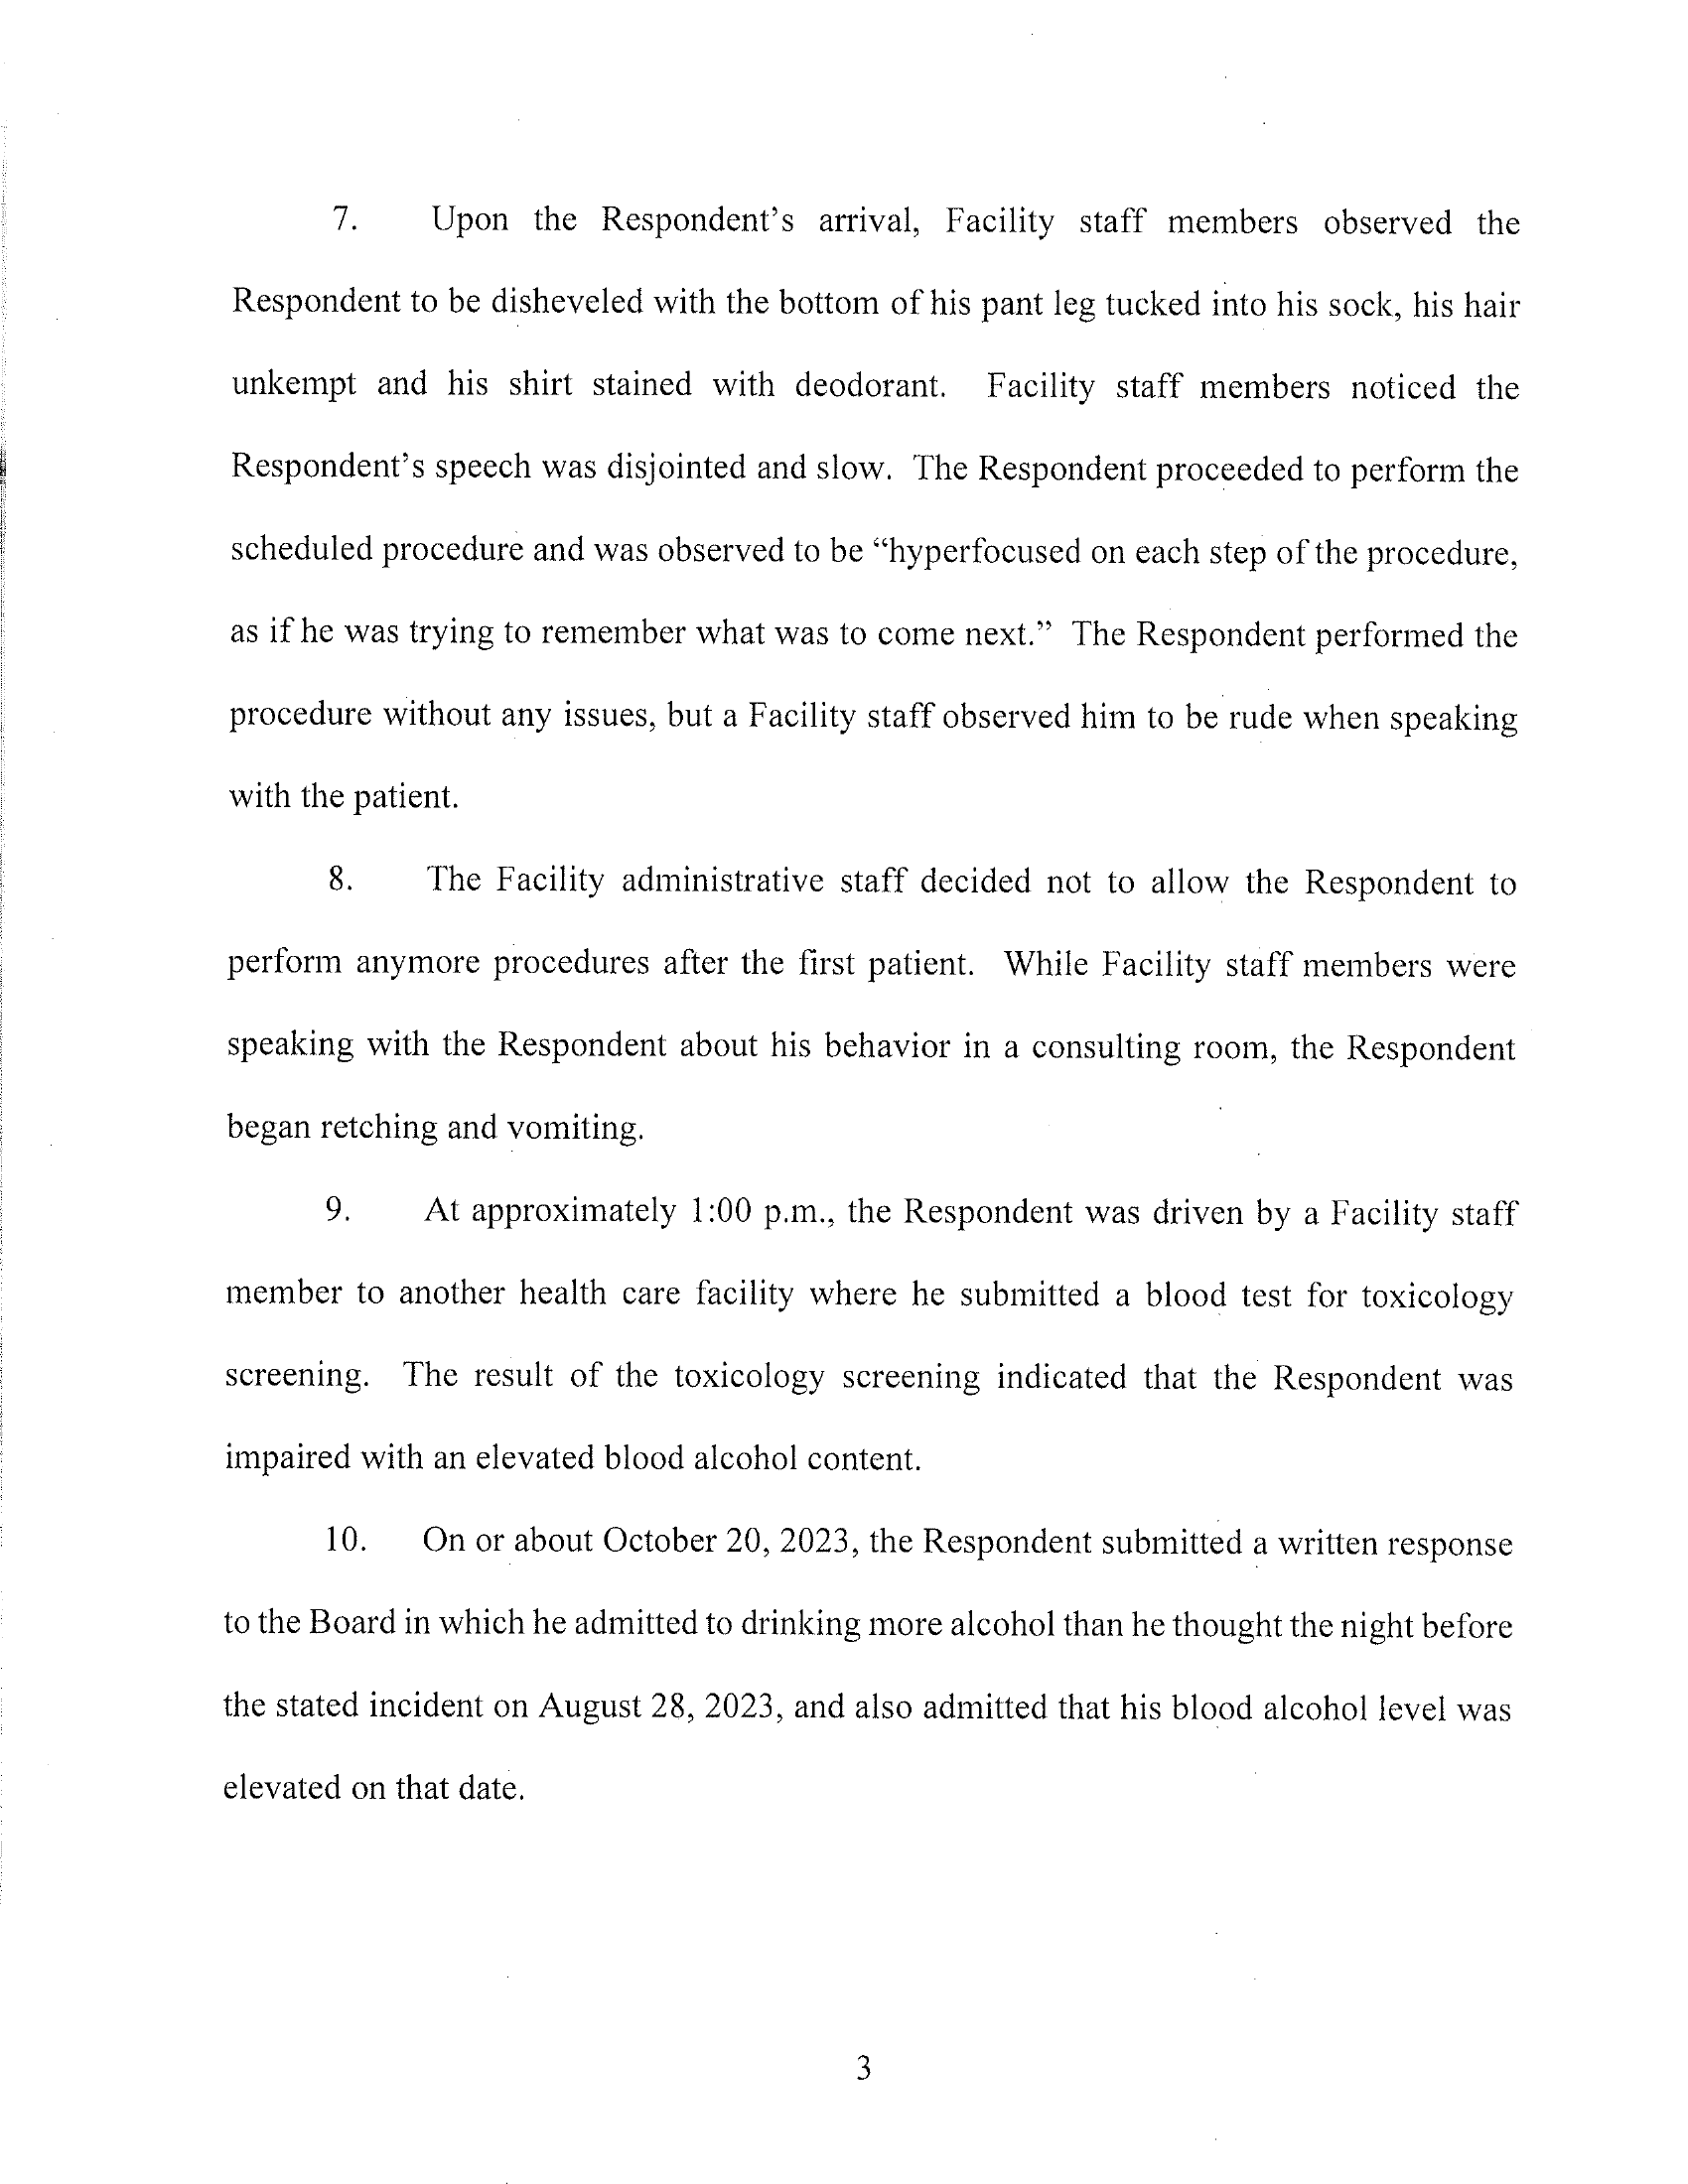 7. Upon the Respondent's arrival, Facility staff members observed the
Respondent to be disheveled with the bottom of his pant leg tucked into his sock, his hair
unkempt and his shirt stained with deodorant. Facility staff members noticed the
Respondent's speech was disjointed and slow. The Respondent proceeded to perform the
scheduled procedure and was observed to be “hyperfocused on each step of the procedure,
as if he was trying to remember what was to come next.” The Respondent performed the
procedure without any issues, but a Facility staff observed him to be rude when speaking
with the patient.
8. The Facility administrative staff decided not to allow the Respondent to
perform anymore procedures after the first patient. While Facility staff members were
speaking with the Respondent about his behavior in a consulting room, the Respondent
began retching and vomiting.
9. At approximately 1:00 p.m., the Respondent was driven by a Facility staff
member to another health care facility where he submitted a blood test for toxicology
screening. The result of the toxicology screening indicated that the Respondent was
impaired with an elevated blood alcohol content.
10. On or about October 20, 2023, the Respondent submitted a written response
to the Board in which he admitted to drinking more alcohol than he thought the night before
the stated incident on August 28, 2023, and also admitted that his blood alcohol level was
elevated on that date.
3